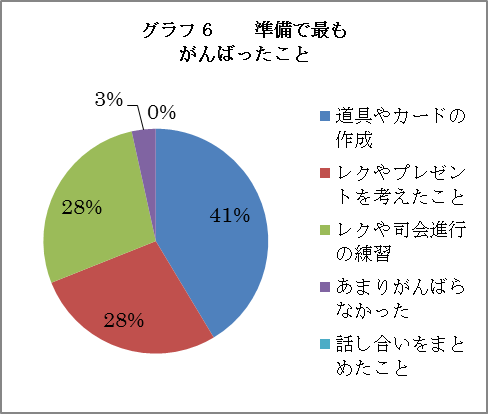 グラフ６　　準備で最も
がんばったこと
3%
0%
41%
28%
28%
道具やカードの
作成
レクやプレゼン
トを考えたこと
レクや司会進行
の練習
あまりがんばら
なかった
話し合いをまと
めたこと